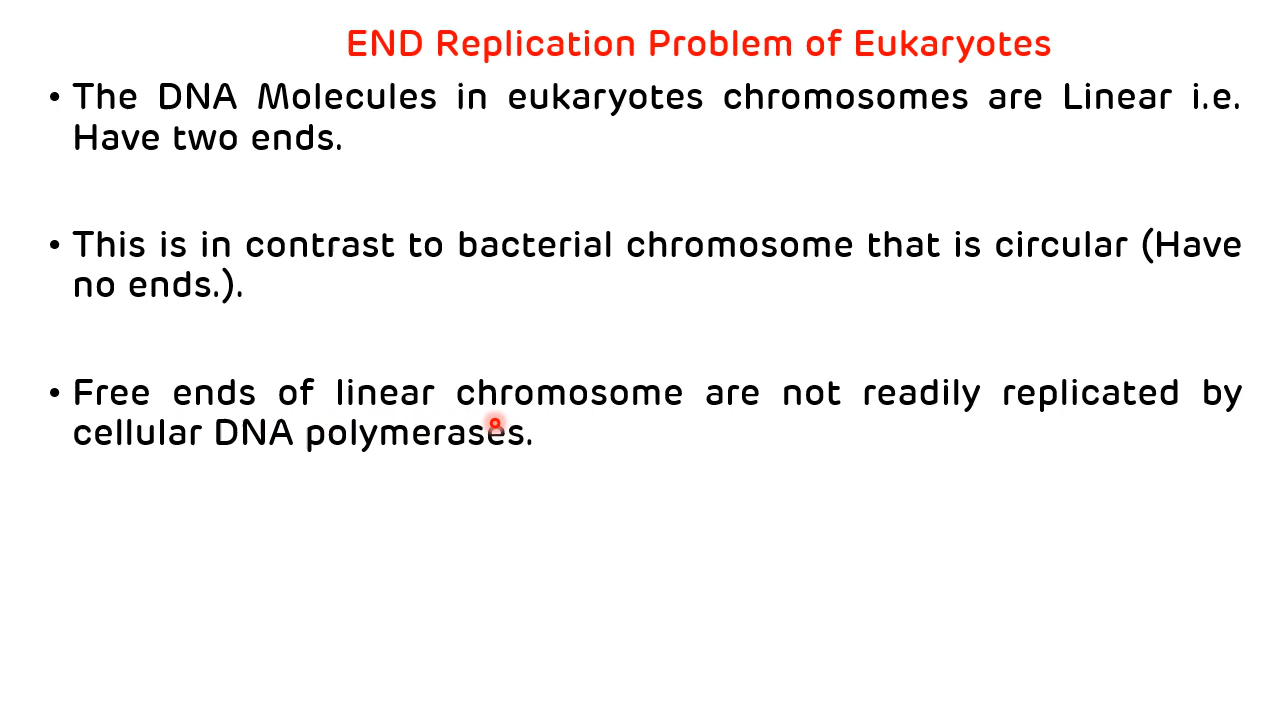 END Replication Problem of Eukaryotes
• The DNA Molecules in eukaryotes chromosomes are Linear i.e.
Have two ends.
• This is in contrast to bacterial chromosome that is circular (Have
no ends.).
• Free ends of linear chromosome are not readily replicated by
cellular DNA polymerases.